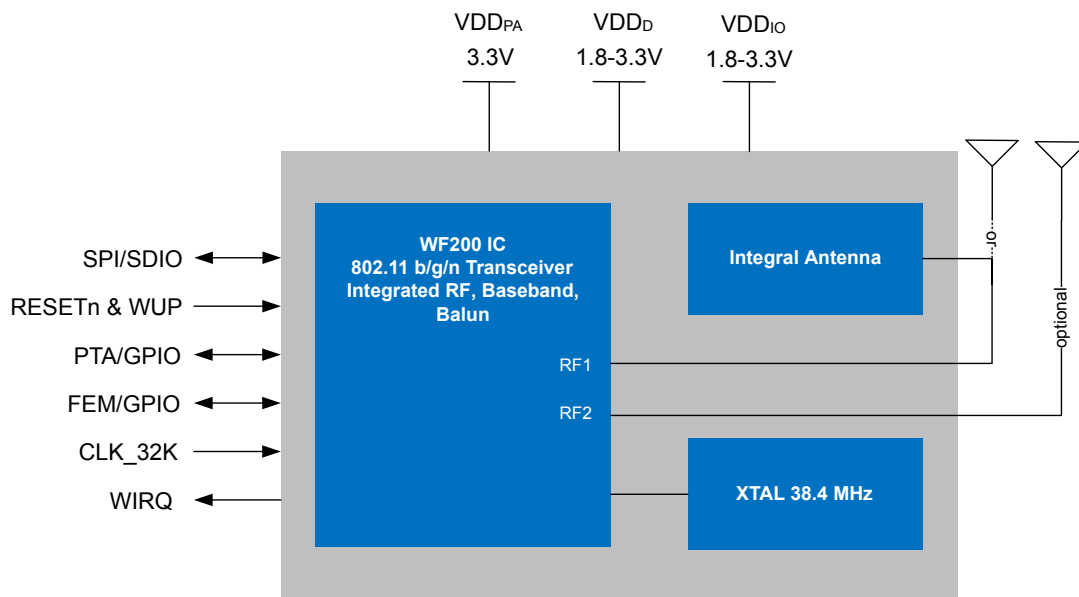 VDDPA
3.3V
VDDD
1.8-3.3V
VDDIO
1.8-3.3V
SPI/SDIO
RESETn & WUP
PTA/GPIO
FEM/GPIO
CLK_32K
WIRQ
WF200 IC
802.11 b/g/n Transceiver
Integrated RF, Baseband,
Balun
RF1
RF2
Integral Antenna
XTAL 38.4 MHz
..or..
optional